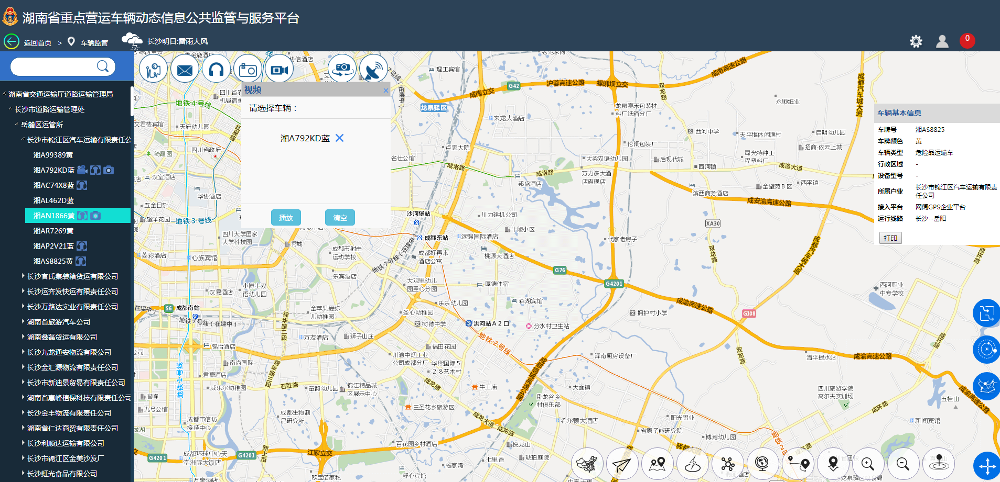 湖南省重点营运车辆动态信息公共监管与服务平台
返回首页 > 车辆监管 长沙明日:雷雨大风
0
湖南省交通运输厅道路运输管理局
长沙市道路运输管理处
岳麓区运管所
长沙市锦江区汽车运输有限责任公
湘A99389黄
湘A792KD蓝
湘AC74X8蓝
湘AL462D蓝
湘AN1866黄
湘AR7269黄
湘AP2V21蓝
湘AS8825黄
长沙官氏集装箱货运有限公司
长沙运齐发快运有限责任公司
长沙万路达实业有限责任公司
湖南省旅游汽车公司
湖南鑫磊货运有限公司
长沙九龙通安物流有限公司
长沙金汇源物流有限公司
长沙市新迪景贸易有限责任公司
湖南省惠峰植保科技有限责任公司
长沙金丰物流有限责任公司
湖南省仁达商贸有限责任公司
长沙利顺达运输有限公司
长沙市锦江区金美沙发厂
长沙虹光食品有限公司
视频 ×
请选择车辆：
湘A792KD蓝
播放 清空
车辆基本信息
车牌号 湘AS8825
车牌颜色 黄
车辆类型 危险品运输车
行政区域 -
设备型号 -
所属户业 长沙市锦江区汽车运输有限责
任公司
接入平台 网阔GPS企业平台
运行线路 长沙--岳阳
打印
理工宾馆
G42
沪蓉高速公路
螺蛳坝立交
成南高速公路
成南立交
龙泉驿区
双龙路
成都汽车城大道
永顺纸业
龙泉嘉禾包装材
料厂纸箱分厂
来龙大酒店
西河中学
天平堰休闲渔村
启明幼儿园
地铁4号线
天府幼儿园
文君楼宾馆
四川省政府
绮霞园
卢家大院
伦阔包装厂
招商·依云上城
名仕公馆
大梁双语幼儿园
后现代城
蜀光特种工
程塑料厂
西河镇
成洛大道
成洛路
成洛路
万力多大酒
店旗舰店
邦盛酒店
汉室酒店
华协酒店
金堂苑B区
西平镇
滨西商务酒店
成安渝高速公路
五金日杂
超洋花园
地铁3号线
沙河堡站
川力建机公司
十陵小区
XA30
四川大学国家
大学科技园
秀城
成都东站
远锦国际酒店
代家老房子
成都市射击
运动学校
成都好再来
酒店公寓
桃源大酒店
菱彩酒店
心族宾馆
地铁7号线(在建中)
乐宾酒店
G76
G4201
大观里幼儿
园圣心分园
厚德住宿
汉易酒店
小博士双
语幼儿园
森湖宾馆
乐乐幼儿园
成渝高速公路
西河职业
中专学校
S6
成都南站
金苹果爱弥
儿幼稚园
圣心幼稚园
拥护村小学
G108
地铁7号线(在建中)
树德中学
洪河站A2口
分水村卫生站
锦华路二段
万友酒店
狮子山庄
地铁2号线
锦怡酒店
福田花园
川渝中烟工业
公司成都分厂
华熙国际5
28艺术村
泽南厨房设备厂
清平提水站
成渝高速公路
双龙路
成环路
南尚国际
君豪酒店
威乐尔幼稚园
地铁1号线
石胜路
童韵幼儿园
锦江精品城
区展示中心
成龙路
牛王庙
成都绕城高速公路
大面镇
卧龙谷乡
村俱乐部
四川旅游学院
高尔夫实训场
五桂山
成渝高速公路
誉峰
九号公馆
三圣花乡旅游区
成都生物制
品研究所
成都市信访
接待中心
成龙大道
成龙路
希尔顿大酒店
阳光铝业
成环路
新闻宾馆
省原子能研究院
博瀚幼儿园
百花园乡村酒店
悦龙山
江家立交
G4201
G4201
成都环球中心天
堂洲际大饭店
新上街
七里香
琥珀庭院
杨家湾
舒心宾馆
万豪酒店
欧宝诺家私